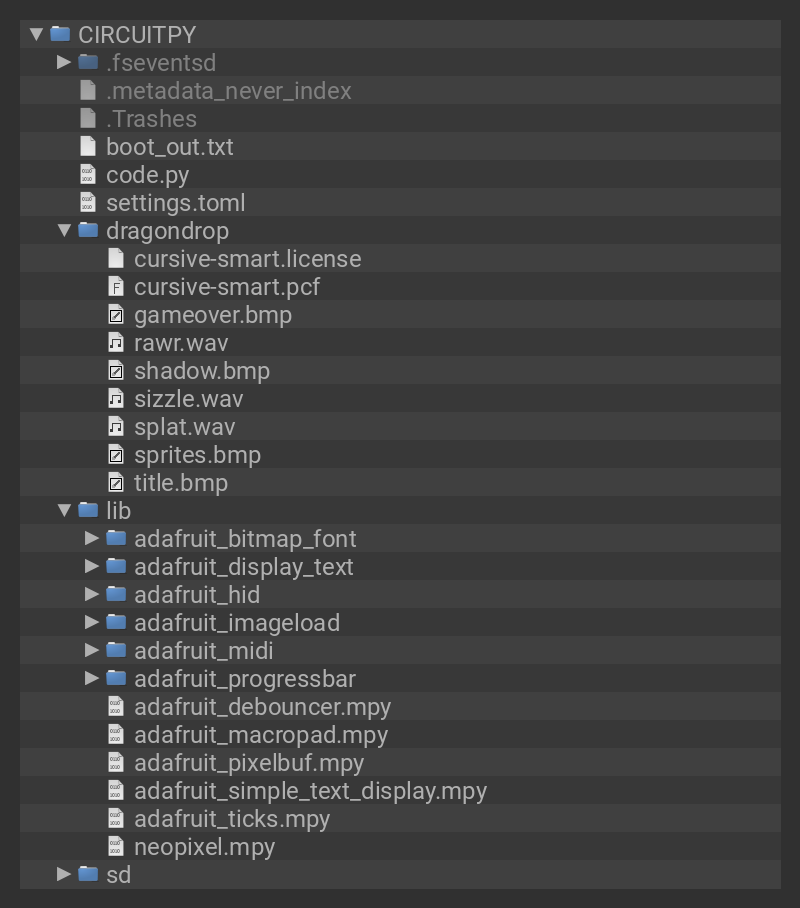 CIRCUITPY
.fseventsd
.metadata_never_index
.Trashes
boot_out.txt
code.py
settings.toml
dragondrop
cursive-smart.license
cursive-smart.pcf
gameover.bmp
rawr.wav
shadow.bmp
sizzle.wav
splat.wav
sprites.bmp
title.bmp
lib
adafruit_bitmap_font
adafruit_display_text
adafruit_hid
adafruit_imageload
adafruit_midi
adafruit_progressbar
adafruit_debouncer.mpy
adafruit_macropad.mpy
adafruit_pixelbuf.mpy
adafruit_simple_text_display.mpy
adafruit_ticks.mpy
neopixel.mpy
sd